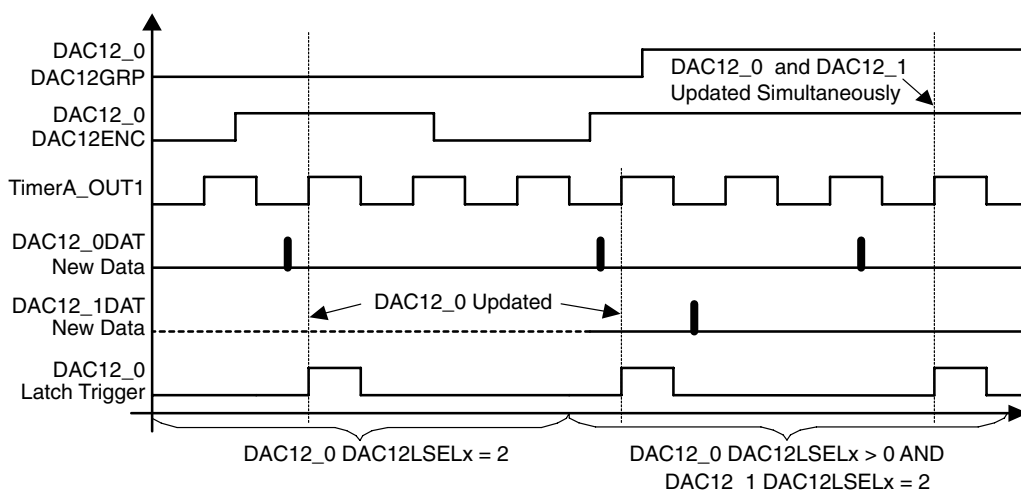 DAC12_0
DAC12GRP
DAC12_0 and DAC12_1
Updated Simultaneously
DAC12_0
DAC12ENC
TimerA_OUT1
DAC12_0DAT
New Data
DAC12_1DAT
New Data
DAC12_0 Updated
DAC12_0
Latch Trigger
DAC12_0 DAC12LSELx = 2
DAC12_0 DAC12LSELx > 0 AND
DAC12_1 DAC12LSELx = 2